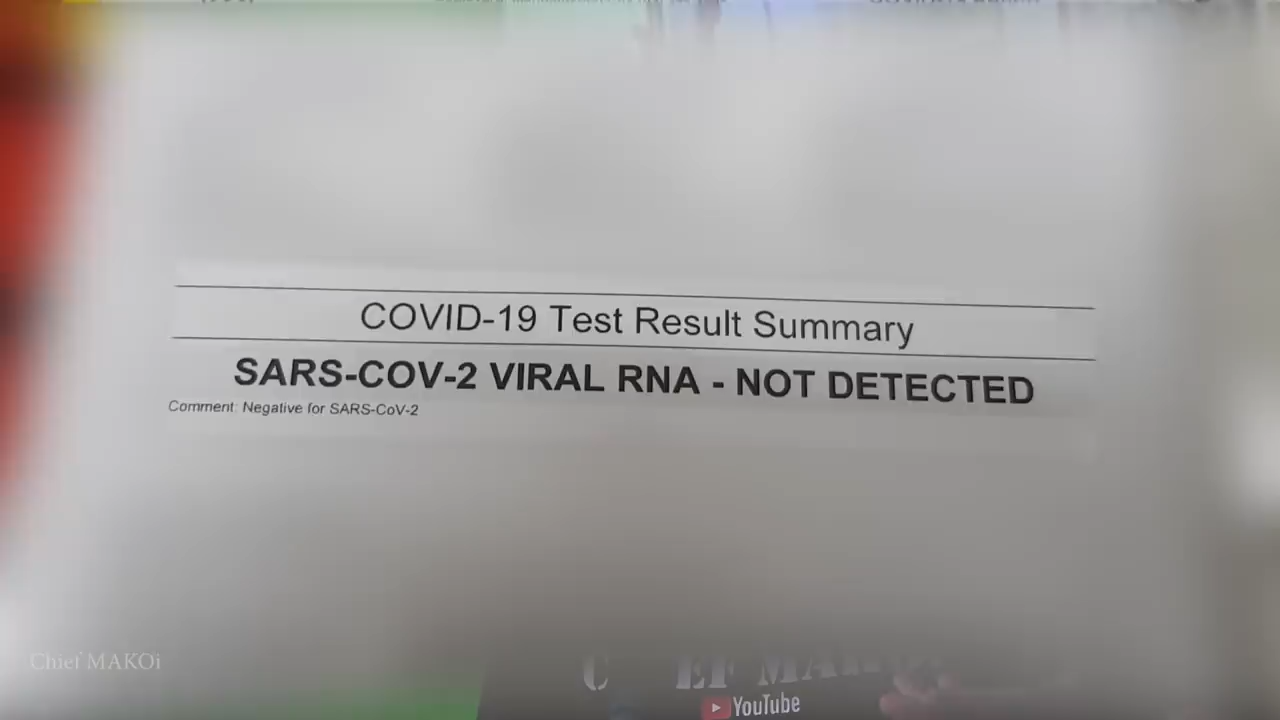 COVID-19 Test Result Summary
SARS-COV-2 VIRAL RNA - NOT DETECTED
Comment: Negative for SARS-CoV-2
Chief MAKOi
YouTube